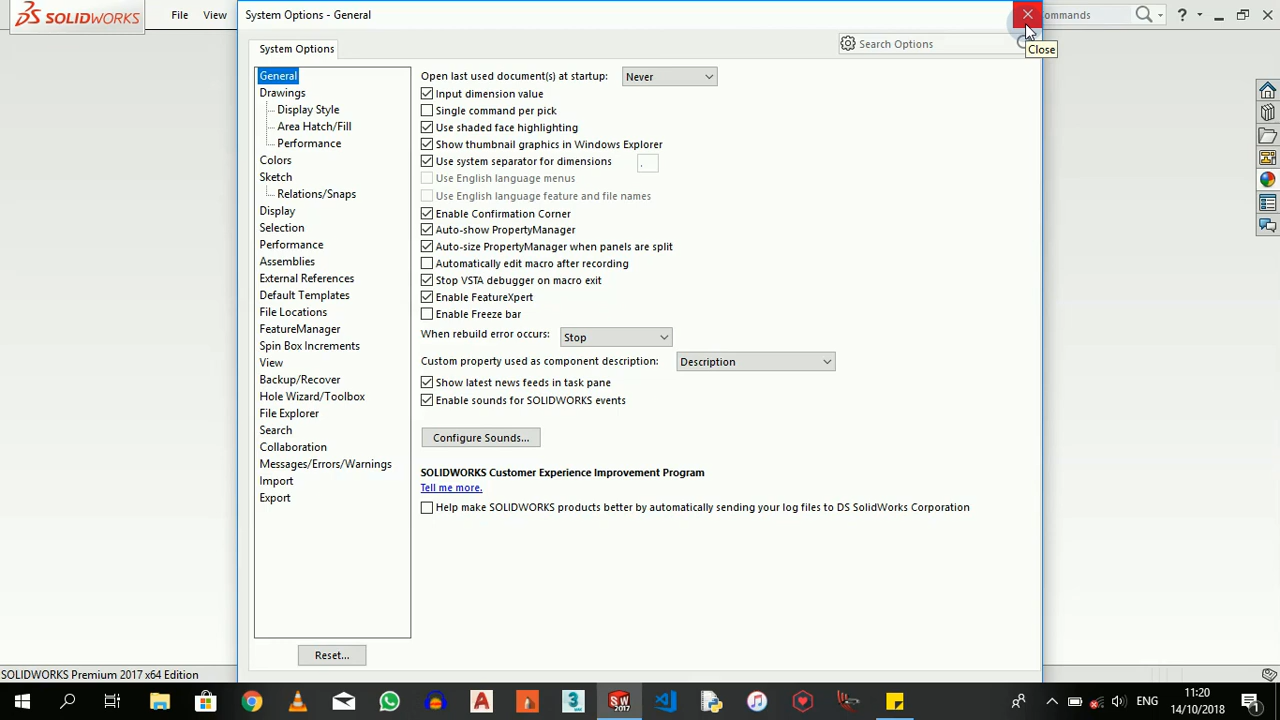 SOLIDWORKS File View System Options - General Commands ?
Close
System Options Search Options
General
Drawings
Display Style
Area Hatch/Fill
Performance
Colors
Sketch
Relations/Snaps
Display
Selection
Performance
Assemblies
External References
Default Templates
File Locations
FeatureManager
Spin Box Increments
View
Backup/Recover
Hole Wizard/Toolbox
File Explorer
Search
Collaboration
Messages/Errors/Warnings
Import
Export
Reset...
Open last used document(s) at startup: Never
Input dimension value
Single command per pick
Use shaded face highlighting
Show thumbnail graphics in Windows Explorer
Use system separator for dimensions .
Use English language menus
Use English language feature and file names
Enable Confirmation Corner
Auto-show PropertyManager
Auto-size PropertyManager when panels are split
Automatically edit macro after recording
Stop VSTA debugger on macro exit
Enable FeatureXpert
Enable Freeze bar
When rebuild error occurs: Stop
Custom property used as component description: Description
Show latest news feeds in task pane
Enable sounds for SOLIDWORKS events
Configure Sounds...
SOLIDWORKS Customer Experience Improvement Program
Tell me more.
Help make SOLIDWORKS products better by automatically sending your log files to DS SolidWorks Corporation
SOLIDWORKS Premium 2017 x64 Edition
ENG
11:20
14/10/2018